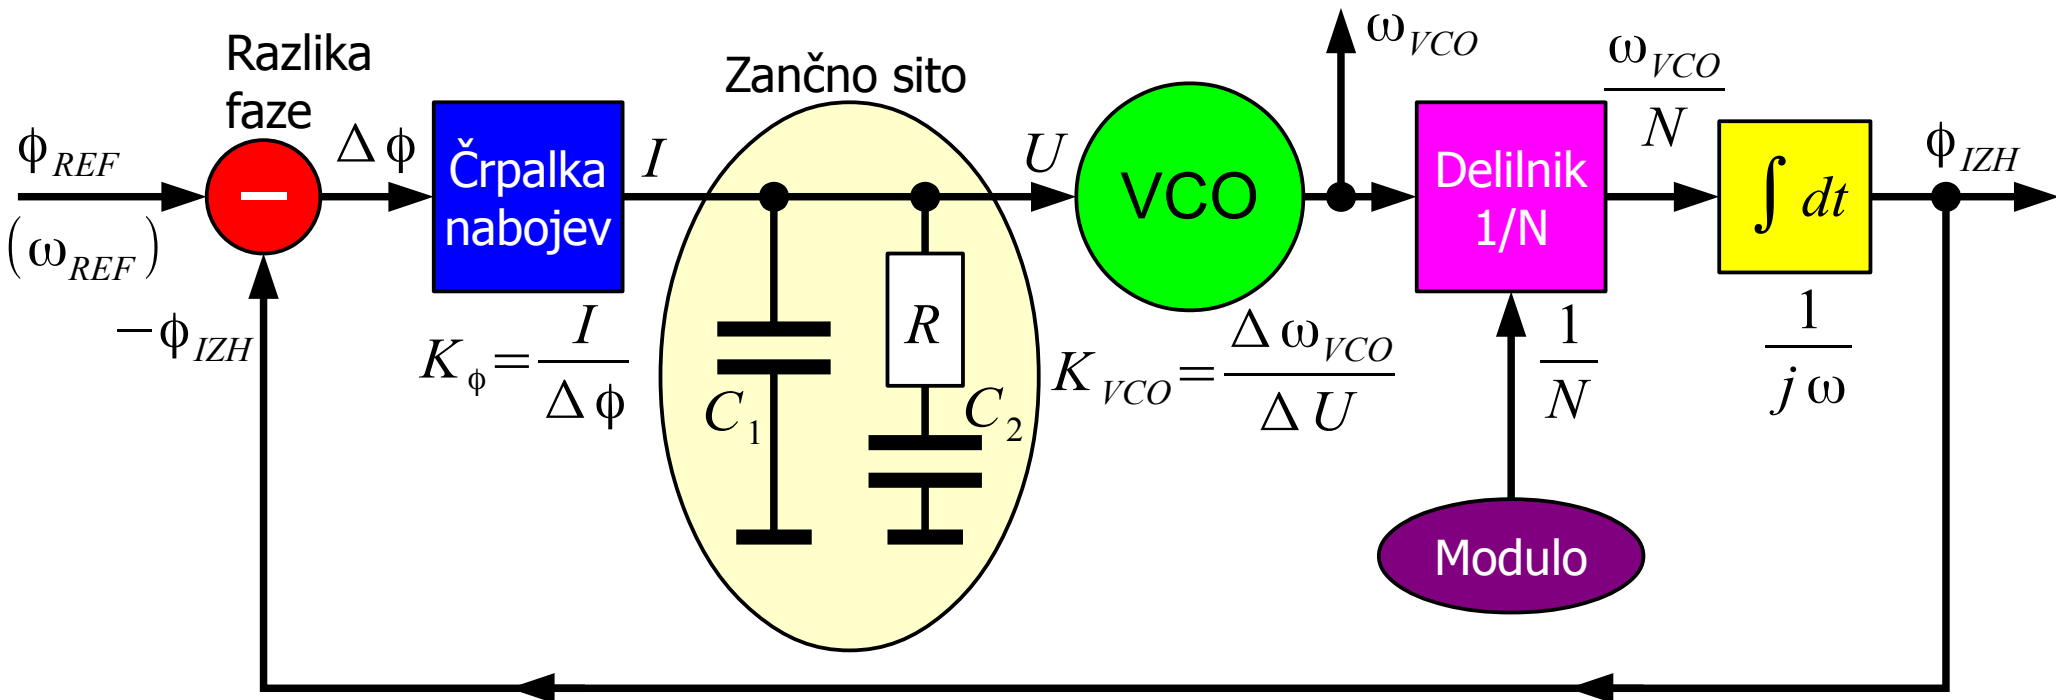 Razlika
faze
Zančno sito
ω_VCO
ω_VCO/N
ϕ_REF
(ω_REF)
−
Δϕ
Črpalka
nabojev
I
U
VCO
Delilnik
1/N
∫ dt
ϕ_IZH
−ϕ_IZH
K_ϕ = I/Δϕ
C_1
R
C_2
K_VCO = Δω_VCO/ΔU
1/N
1/jω
Modulo